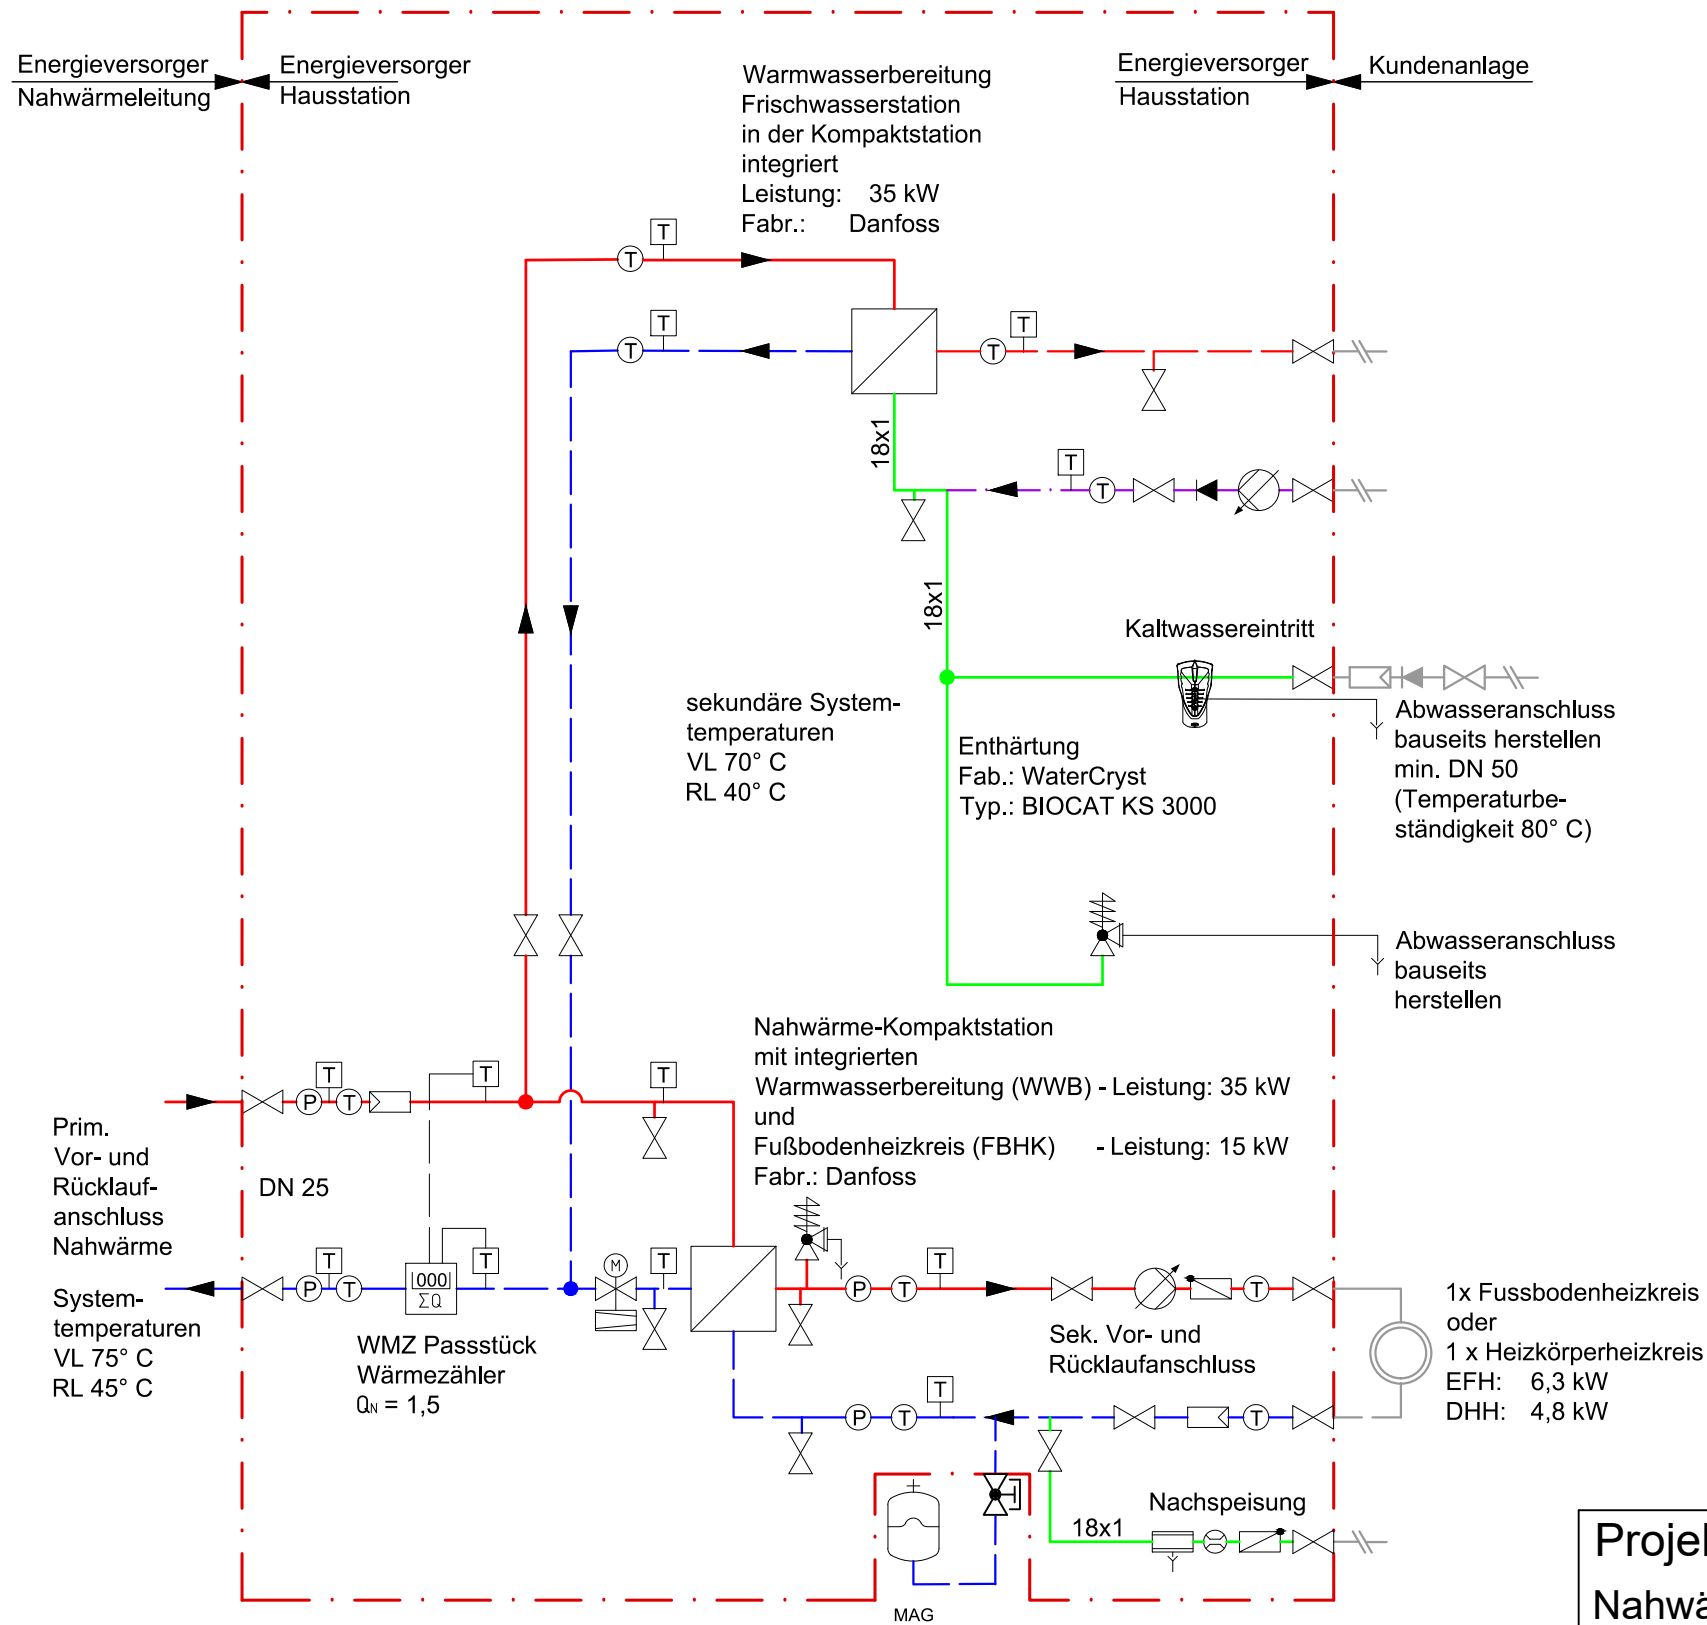 Energieversorger
Nahwärmeleitung
Energieversorger
Hausstation
Warmwasserbereitung
Frischwasserstation
in der Kompaktstation
integriert
Leistung: 35 kW
Fabr.: Danfoss
Energieversorger
Hausstation
Kundenanlage
T
T
T
T
T
T
18x1
T
T
18x1
Kaltwassereintritt
sekundäre System-
temperaturen
VL 70° C
RL 40° C
Enthärtung
Fab.: WaterCryst
Typ.: BIOCAT KS 3000
Abwasseranschluss
bauseits herstellen
min. DN 50
(Temperaturbe-
ständigkeit 80° C)
Abwasseranschluss
bauseits
herstellen
Nahwärme-Kompaktstation
mit integrierten
Warmwasserbereitung (WWB) - Leistung: 35 kW
und
Fußbodenheizkreis (FBHK) - Leistung: 15 kW
Fabr.: Danfoss
T
T
T
P
T
Prim.
Vor- und
Rücklauf-
anschluss
Nahwärme
DN 25
T
T
M
T
T
P
T
000
ΣQ
P
T
T
System-
temperaturen
VL 75° C
RL 45° C
WMZ Passstück
Wärmezähler
QN = 1,5
Sek. Vor- und
Rücklaufanschluss
1x Fussbodenheizkreis
oder
1 x Heizkörperheizkreis
EFH: 6,3 kW
DHH: 4,8 kW
T
P
T
T
Nachspeisung
18x1
MAG
Projel
Nahwä